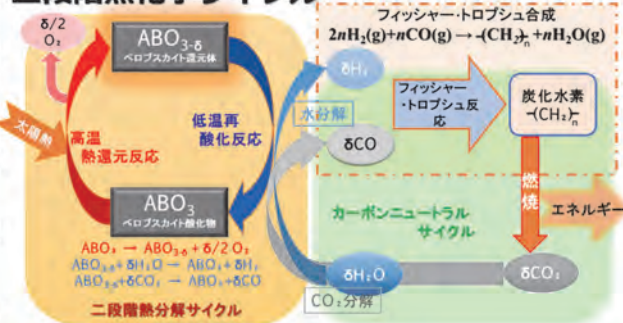 二段階熱化学サイクル
δ/2
O₂
ABO₃₋δ
ペロブスカイト還元体
太陽熱
高温
熱還元反応
低温再
酸化反応
ABO₃
ペロブスカイト酸化物
ABO₃ → ABO₃₋δ + δ/2 O₂
ABO₃₋δ+δH₂O → ABO₃+δH₂
ABO₃₋δ+δCO₂ → ABO₃+δCO
二段階熱分解サイクル
フィッシャー・トロプシュ合成
2nH₂(g)+nCO(g)→-(CH₂)-ₙ+nH₂O(g)
δH₂
水分解
δCO
フィッシャー
・トロプシュ反
応
炭化水素
-(CH₂)-ₙ
燃焼
エネルギー
カーボンニュートラル
サイクル
δH₂O
CO₂分解
δCO₂